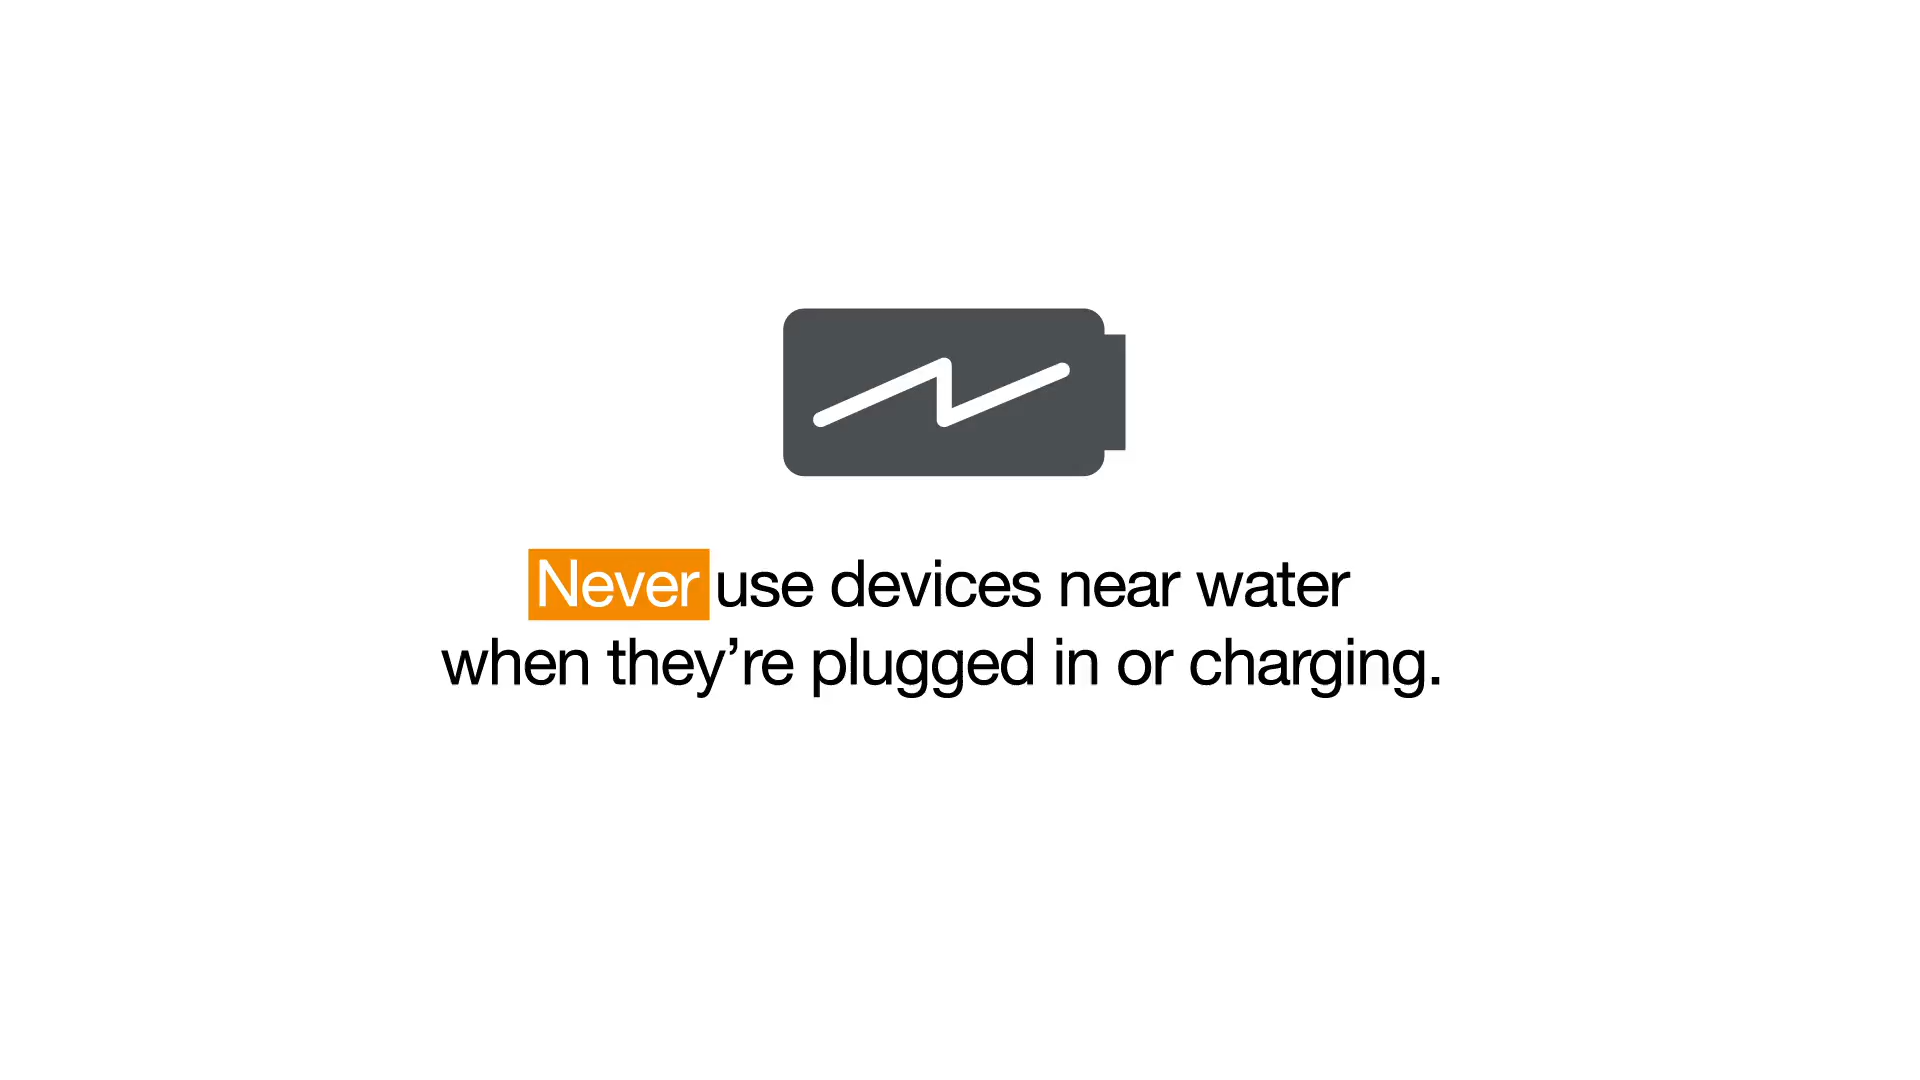 Never use devices near water
when they’re plugged in or charging.